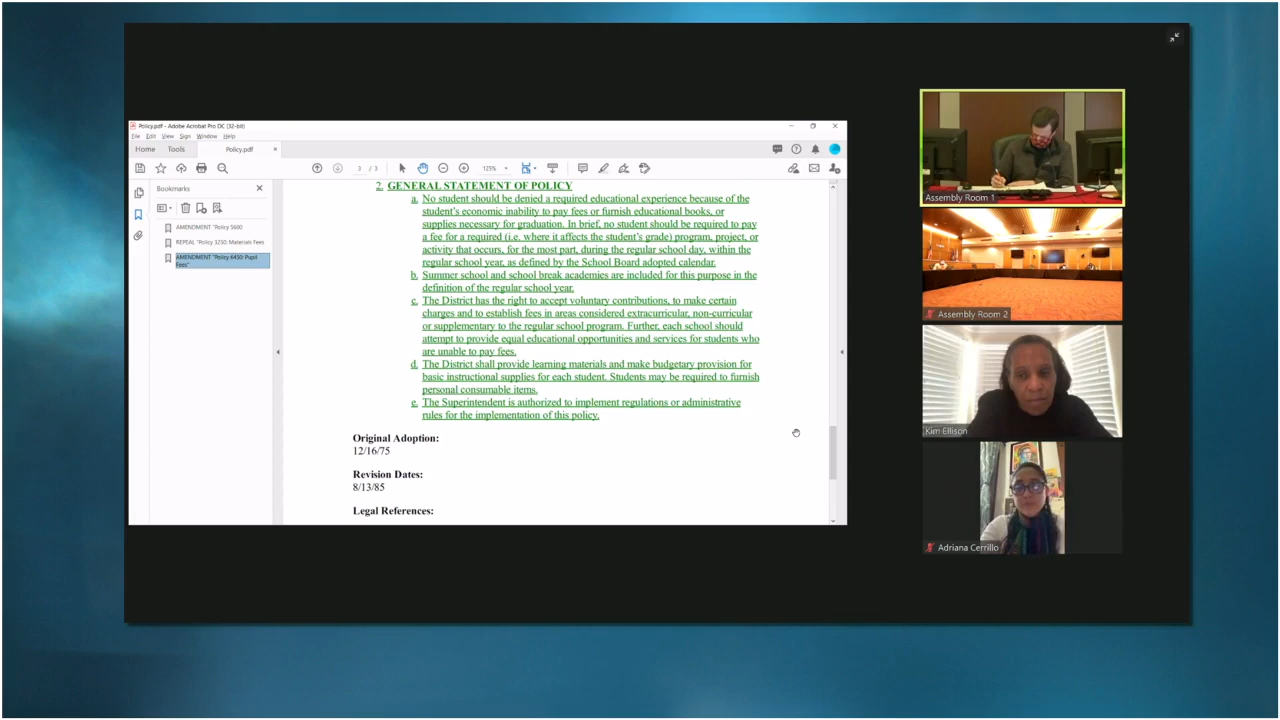 Policy.pdf - Adobe Acrobat Pro DC (32-bit)
File Edit View Sign Window Help
Home Tools Policy.pdf ×
3 / 3 125%
Bookmarks
AMENDMENT "Policy 5600
REPEAL "Policy 3250: Materials Fees
AMENDMENT "Policy 6450: Pupil
Fees"
2. GENERAL STATEMENT OF POLICY
a. No student should be denied a required educational experience because of the
student's economic inability to pay fees or furnish educational books, or
supplies necessary for graduation. In brief, no student should be required to pay
a fee for a required (i.e. where it affects the student's grade) program, project, or
activity that occurs, for the most part, during the regular school day, within the
regular school year, as defined by the School Board adopted calendar.
b. Summer school and school break academies are included for this purpose in the
definition of the regular school year.
c. The District has the right to accept voluntary contributions, to make certain
charges and to establish fees in areas considered extracurricular, non-curricular
or supplementary to the regular school program. Further, each school should
attempt to provide equal educational opportunities and services for students who
are unable to pay fees.
d. The District shall provide learning materials and make budgetary provision for
basic instructional supplies for each student. Students may be required to furnish
personal consumable items.
e. The Superintendent is authorized to implement regulations or administrative
rules for the implementation of this policy.
Original Adoption:
12/16/75
Revision Dates:
8/13/85
Legal References:
Assembly Room 1
Assembly Room 2
Kim Ellison
Adriana Cerrillo